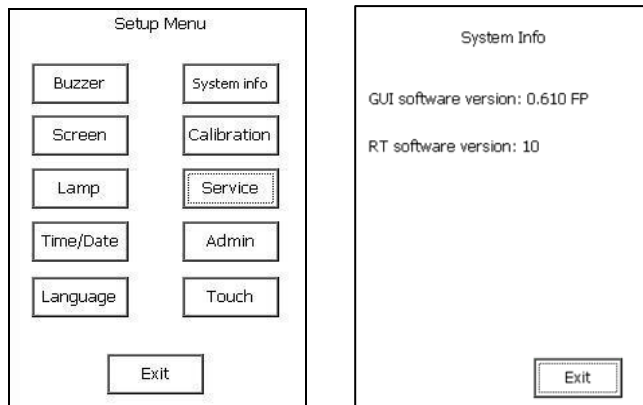 Setup Menu
Buzzer
System info
Screen
Calibration
Lamp
Service
Time/Date
Admin
Language
Touch
Exit
System Info
GUI software version: 0.610 FP
RT software version: 10
Exit